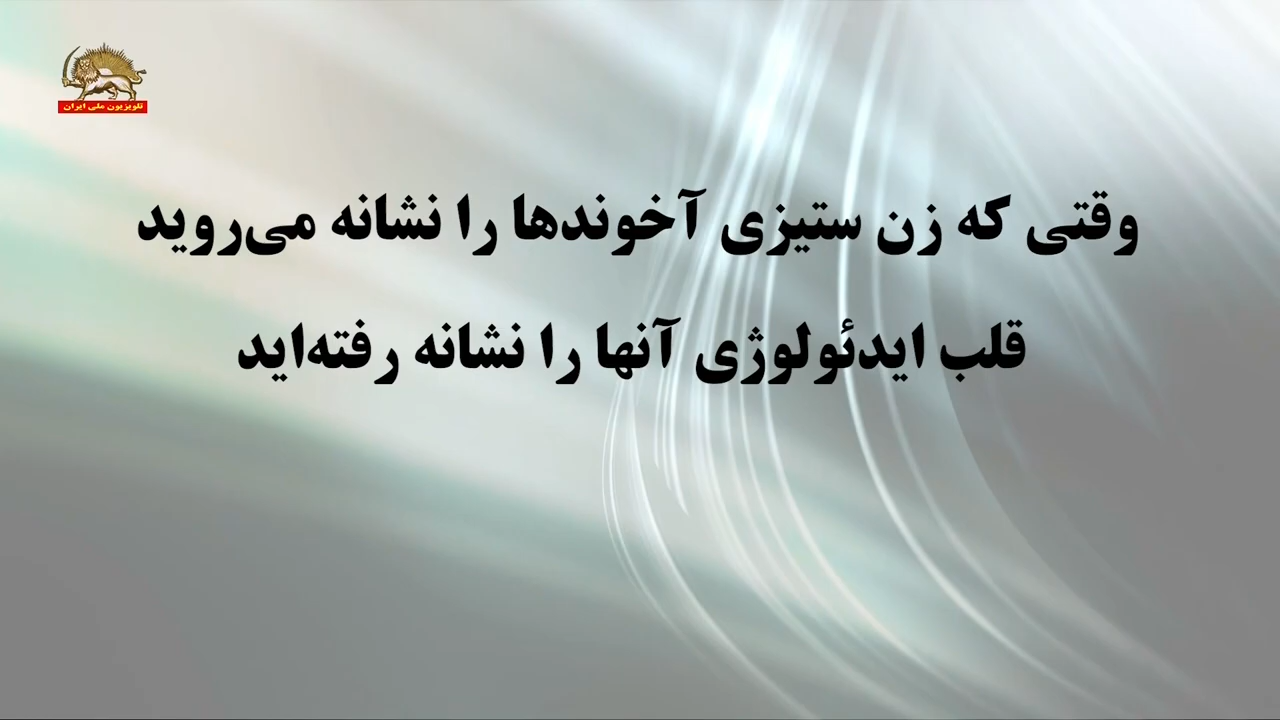 تلویزیون ملی ایران
وقتی که زن ستیزی آخوندها را نشانه می‌روید
قلب ایدئولوژی آنها را نشانه رفته‌اید